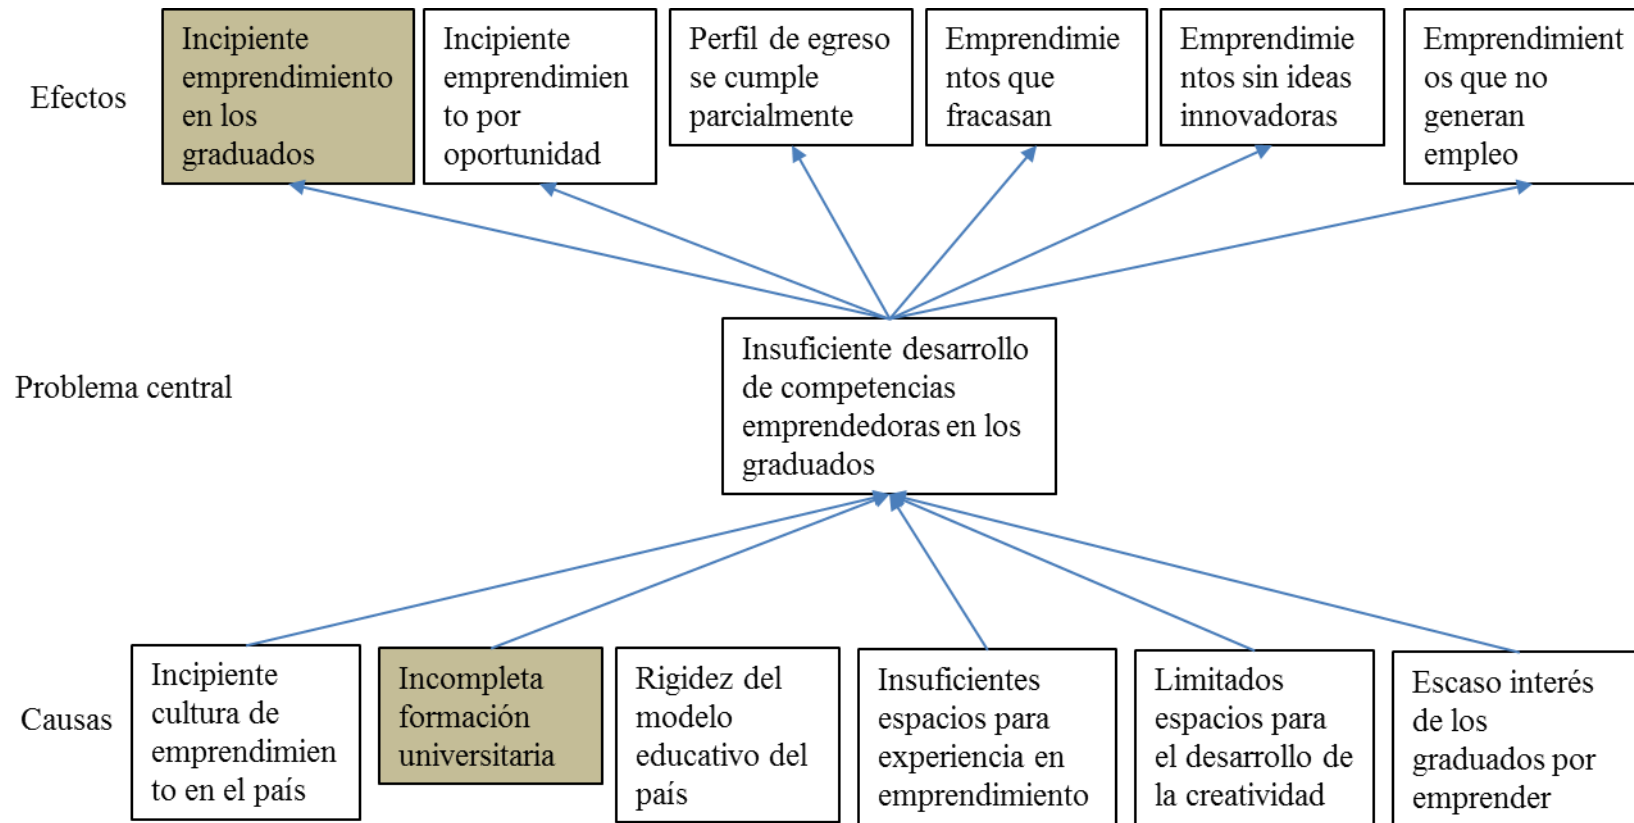 Efectos
Incipiente
emprendimiento
en los
graduados
Incipiente
emprendimien
to por
oportunidad
Perfil de egreso
se cumple
parcialmente
Emprendimie
ntos que
fracasan
Emprendimie
ntos sin ideas
innovadoras
Emprendimient
os que no
generan
empleo
Problema central
Insuficiente desarrollo
de competencias
emprendedoras en los
graduados
Causas
Incipiente
cultura de
emprendimien
to en el país
Incompleta
formación
universitaria
Rigidez del
modelo
educativo del
país
Insuficientes
espacios para
experiencia en
emprendimiento
Limitados
espacios para
el desarrollo de
la creatividad
Escaso interés
de los
graduados por
emprender